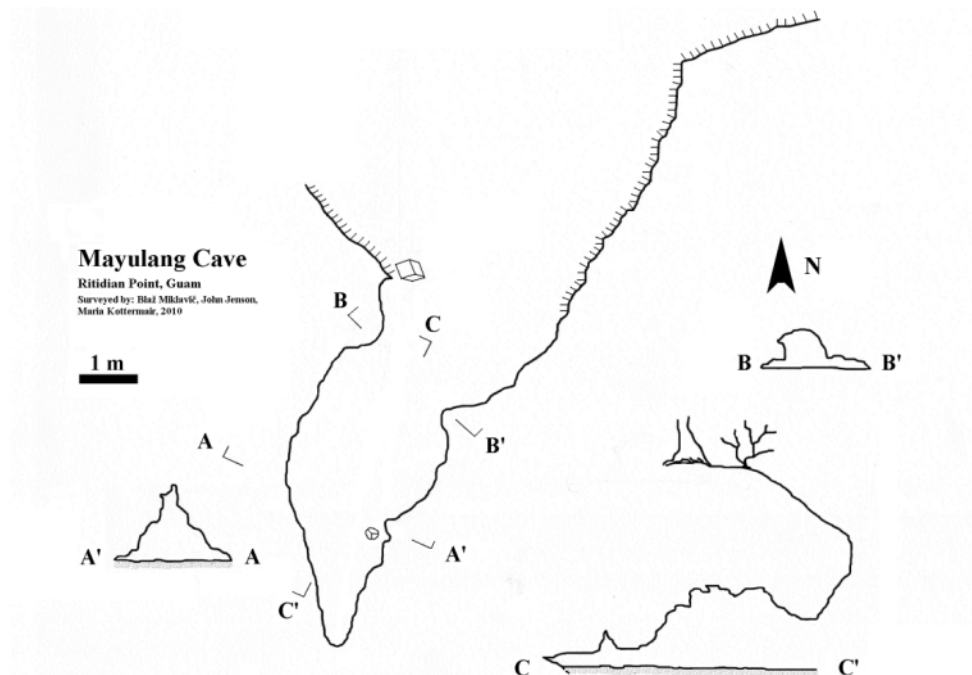 Mayulang Cave
Ritidian Point, Guam
Surveyed by: Blaž Miklavič, John Jenson,
Maria Kottermair, 2010
1 m
N
B
C
B B'
A
B'
A' A
A'
C'
C C'